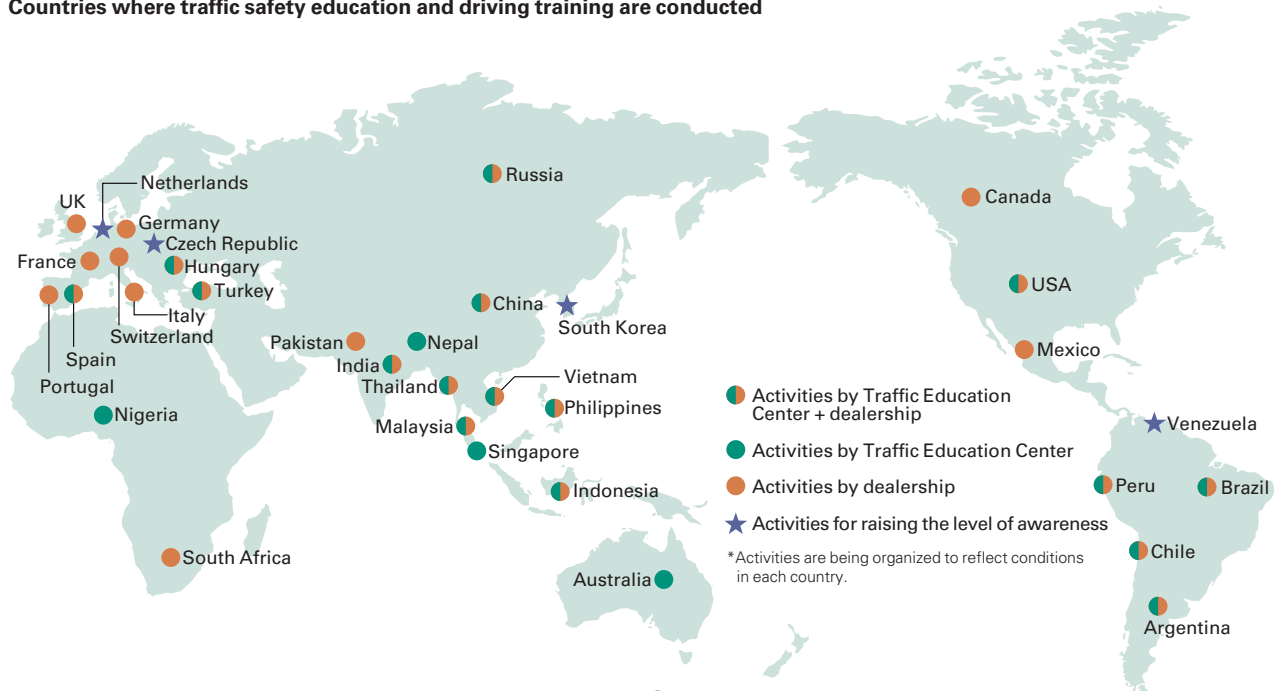 Countries where traffic safety education and driving training are conducted
Netherlands
UK
Germany
Czech Republic
France
Hungary
Turkey
Italy
Switzerland
Spain
Portugal
Nigeria
South Africa
Russia
China
South Korea
Pakistan
Nepal
India
Thailand
Vietnam
Philippines
Malaysia
Singapore
Indonesia
Australia
Canada
USA
Mexico
Venezuela
Peru
Brazil
Chile
Argentina
Activities by Traffic Education
Center + dealership
Activities by Traffic Education Center
Activities by dealership
Activities for raising the level of awareness
*Activities are being organized to reflect conditions
in each country.